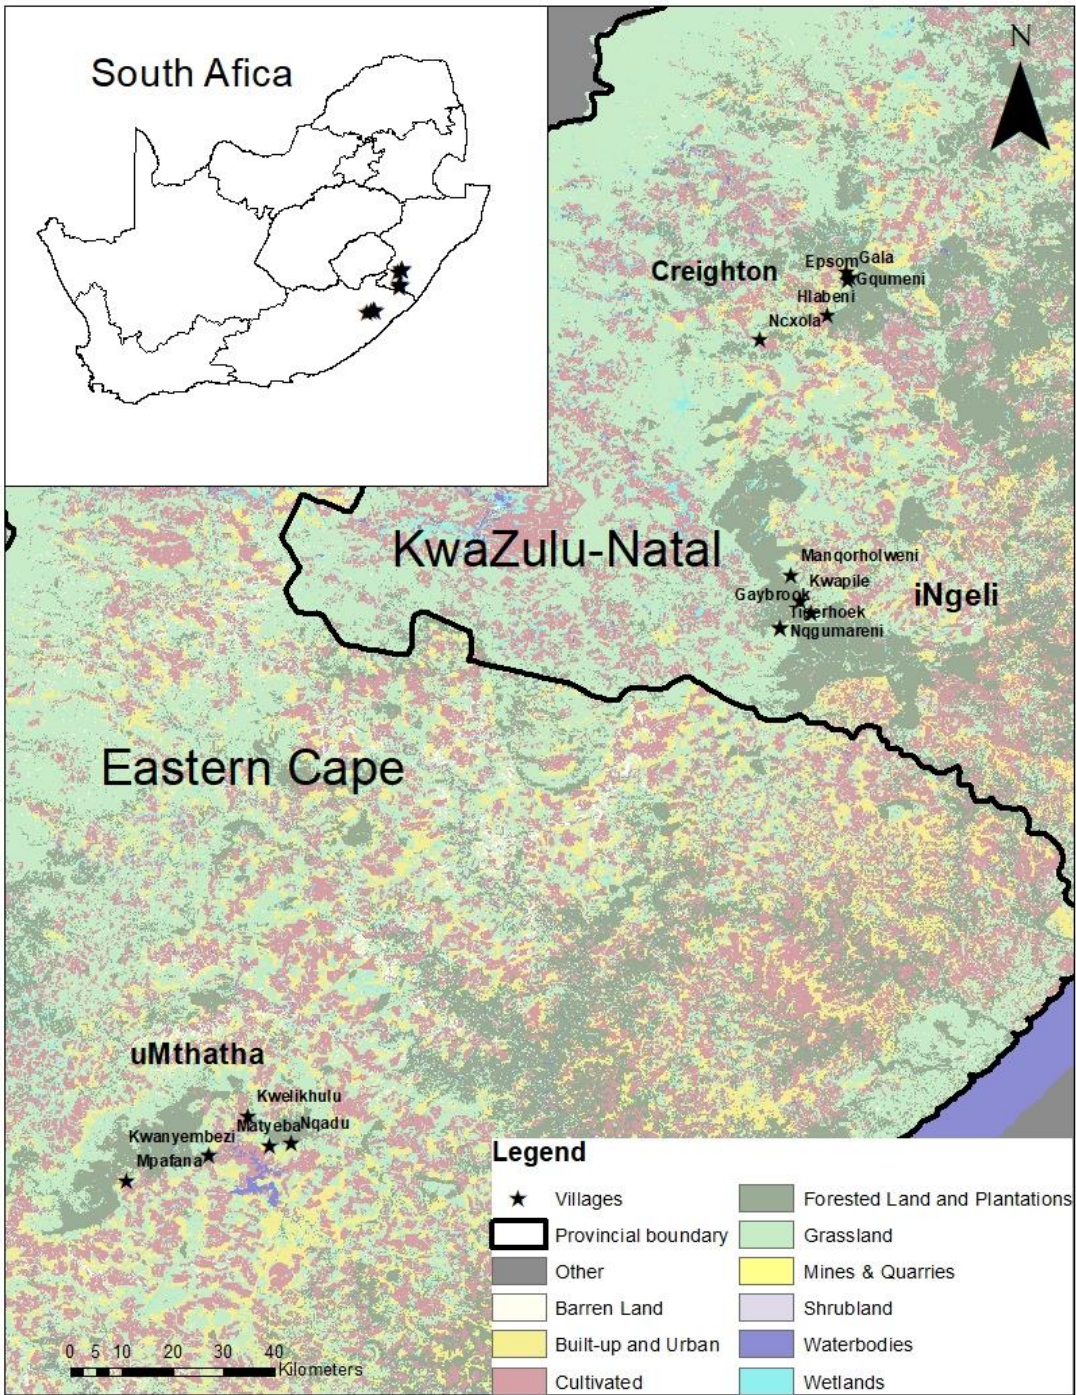 South Afica
N
Creighton
Epsom
Gala
Gqumeni
Hlabeni
Ncxola
KwaZulu-Natal
Manqorholweni
Kwapile
Gaybrook
iNgeli
Tigerhoek
Nqgumareni
Eastern Cape
uMthatha
Kwelikhulu
Matyeba
Nqadu
Kwanyembezi
Mpafana
Legend
Villages
Provincial boundary
Other
Barren Land
Built-up and Urban
Cultivated
Forested Land and Plantations
Grassland
Mines & Quarries
Shrubland
Waterbodies
Wetlands
0 5 10 20 30 40
Kilometers